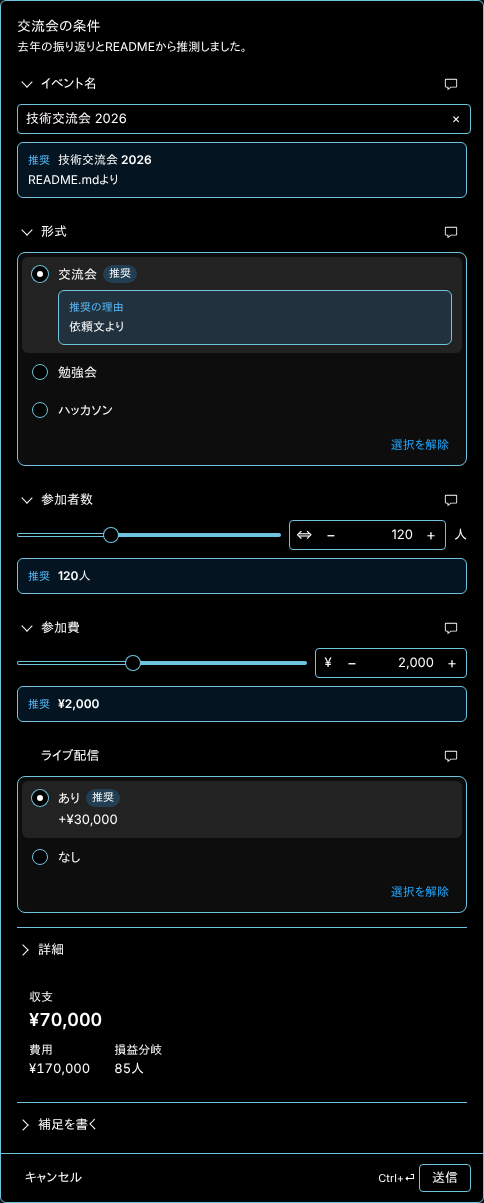 交流会の条件
去年の振り返りとREADMEから推測しました。
イベント名
技術交流会 2026 ×
推奨 技術交流会 2026
README.mdより
形式
交流会 推奨
推奨の理由
依頼文より
勉強会
ハッカソン
選択を解除
参加者数
⇔ − 120 + 人
推奨 120人
参加費
¥ − 2,000 +
推奨 ¥2,000
ライブ配信
あり 推奨
+¥30,000
なし
選択を解除
詳細
収支
¥70,000
費用 損益分岐
¥170,000 85人
補足を書く
キャンセル Ctrl+⏎ 送信